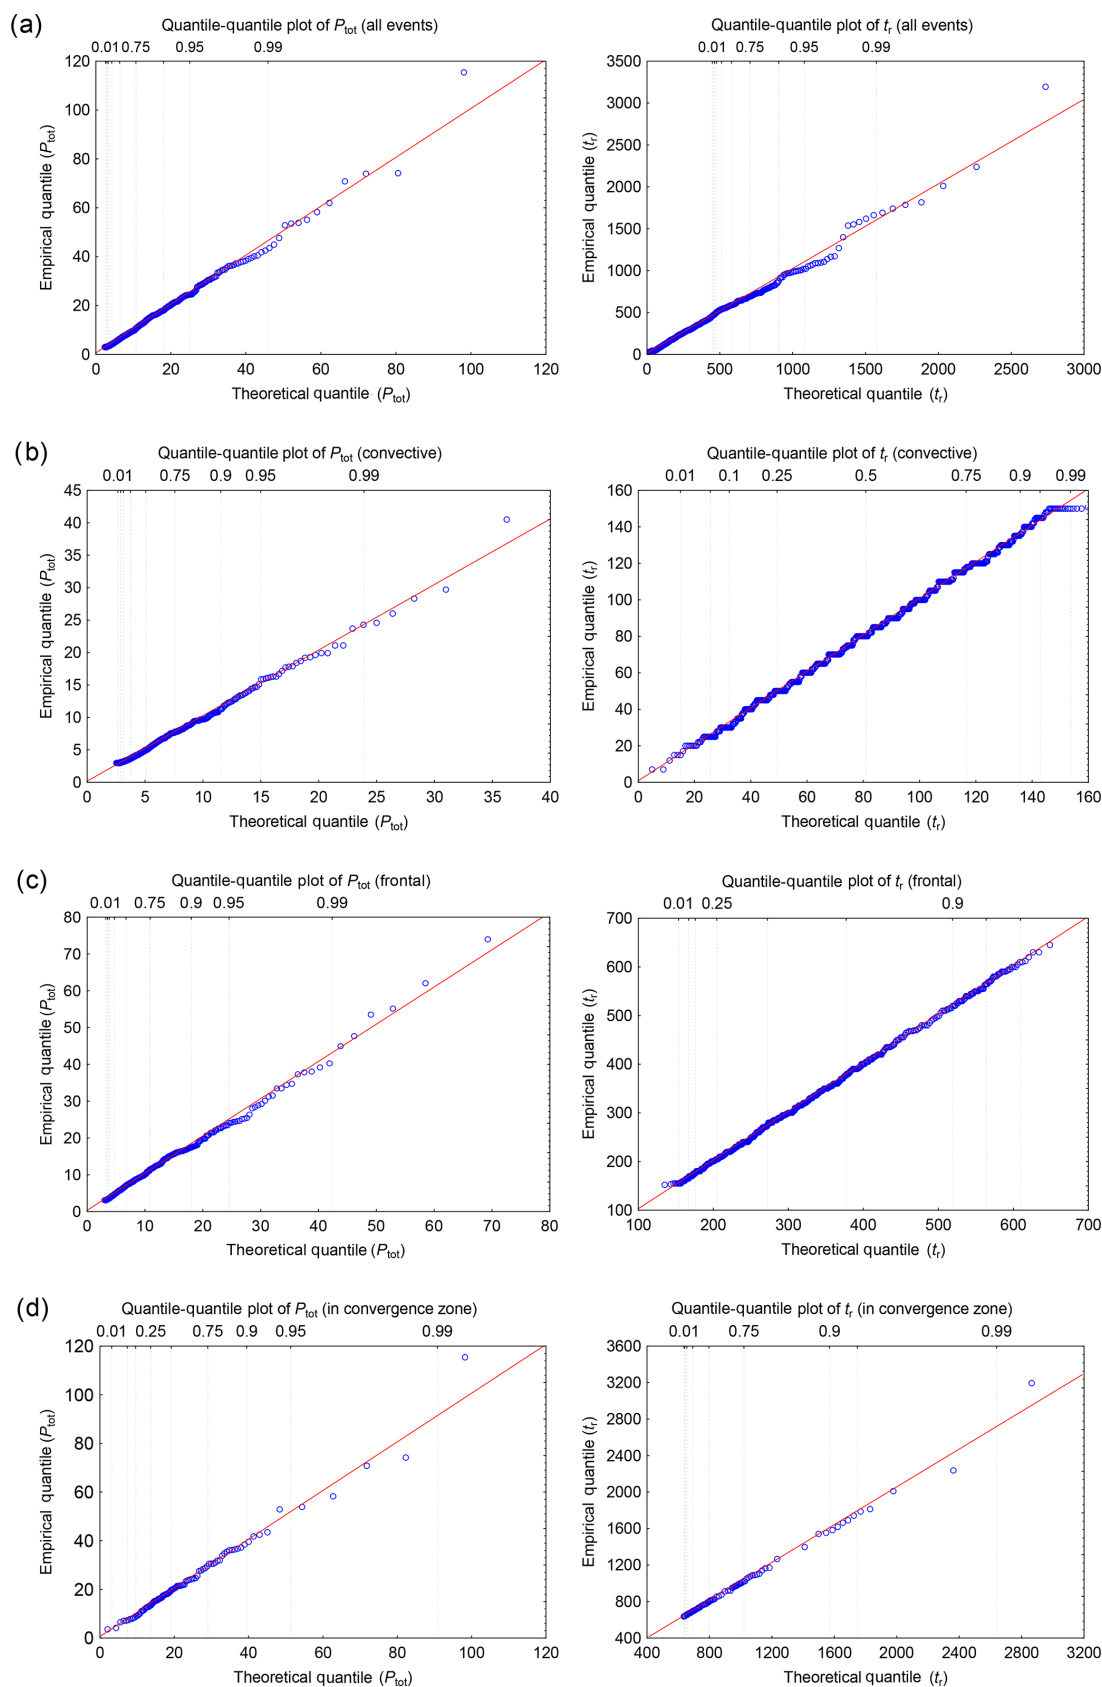 (a)
Quantile-quantile plot of Ptot (all events)
0.01 0.75 0.95 0.99
120
100
80
60
40
20
0
Empirical quantile (Ptot)
0 20 40 60 80 100 120
Theoretical quantile (Ptot)
Quantile-quantile plot of tr (all events)
0.01 0.75 0.95 0.99
3500
3000
2500
2000
1500
1000
500
0
Empirical quantile (tr)
500 1000 1500 2000 2500 3000
Theoretical quantile (tr)
(b)
Quantile-quantile plot of Ptot (convective)
0.01 0.75 0.9 0.95 0.99
45
40
35
30
25
20
15
10
5
0
Empirical quantile (Ptot)
0 5 10 15 20 25 30 35 40
Theoretical quantile (Ptot)
Quantile-quantile plot of tr (convective)
0.01 0.1 0.25 0.5 0.75 0.9 0.99
160
140
120
100
80
60
40
20
0
Empirical quantile (tr)
0 20 40 60 80 100 120 140 160
Theoretical quantile (tr)
(c)
Quantile-quantile plot of Ptot (frontal)
0.01 0.75 0.9 0.95 0.99
80
70
60
50
40
30
20
10
0
Empirical quantile (Ptot)
0 10 20 30 40 50 60 70 80
Theoretical quantile (Ptot)
Quantile-quantile plot of tr (frontal)
0.01 0.25 0.9
700
600
500
400
300
200
100
Empirical quantile (tr)
100 200 300 400 500 600 700
Theoretical quantile (tr)
(d)
Quantile-quantile plot of Ptot (in convergence zone)
0.01 0.25 0.75 0.9 0.95 0.99
120
100
80
60
40
20
0
Empirical quantile (Ptot)
0 20 40 60 80 100 120
Theoretical quantile (Ptot)
Quantile-quantile plot of tr (in convergence zone)
0.01 0.75 0.9 0.99
3600
3200
2800
2400
2000
1600
1200
800
400
Empirical quantile (tr)
400 800 1200 1600 2000 2400 2800 3200
Theoretical quantile (tr)